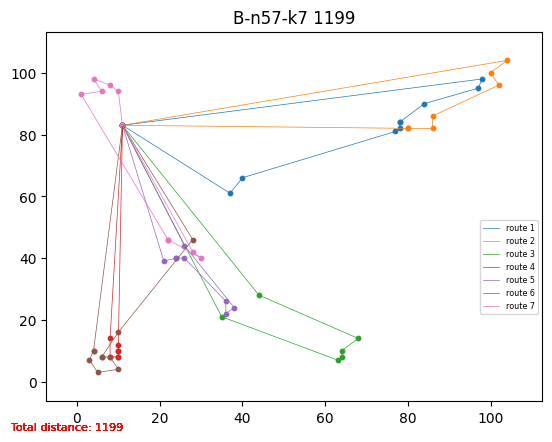 B-n57-k7 1199
100
80
60
40
20
0
0 20 40 60 80 100
route 1
route 2
route 3
route 4
route 5
route 6
route 7
Total distance: 1199